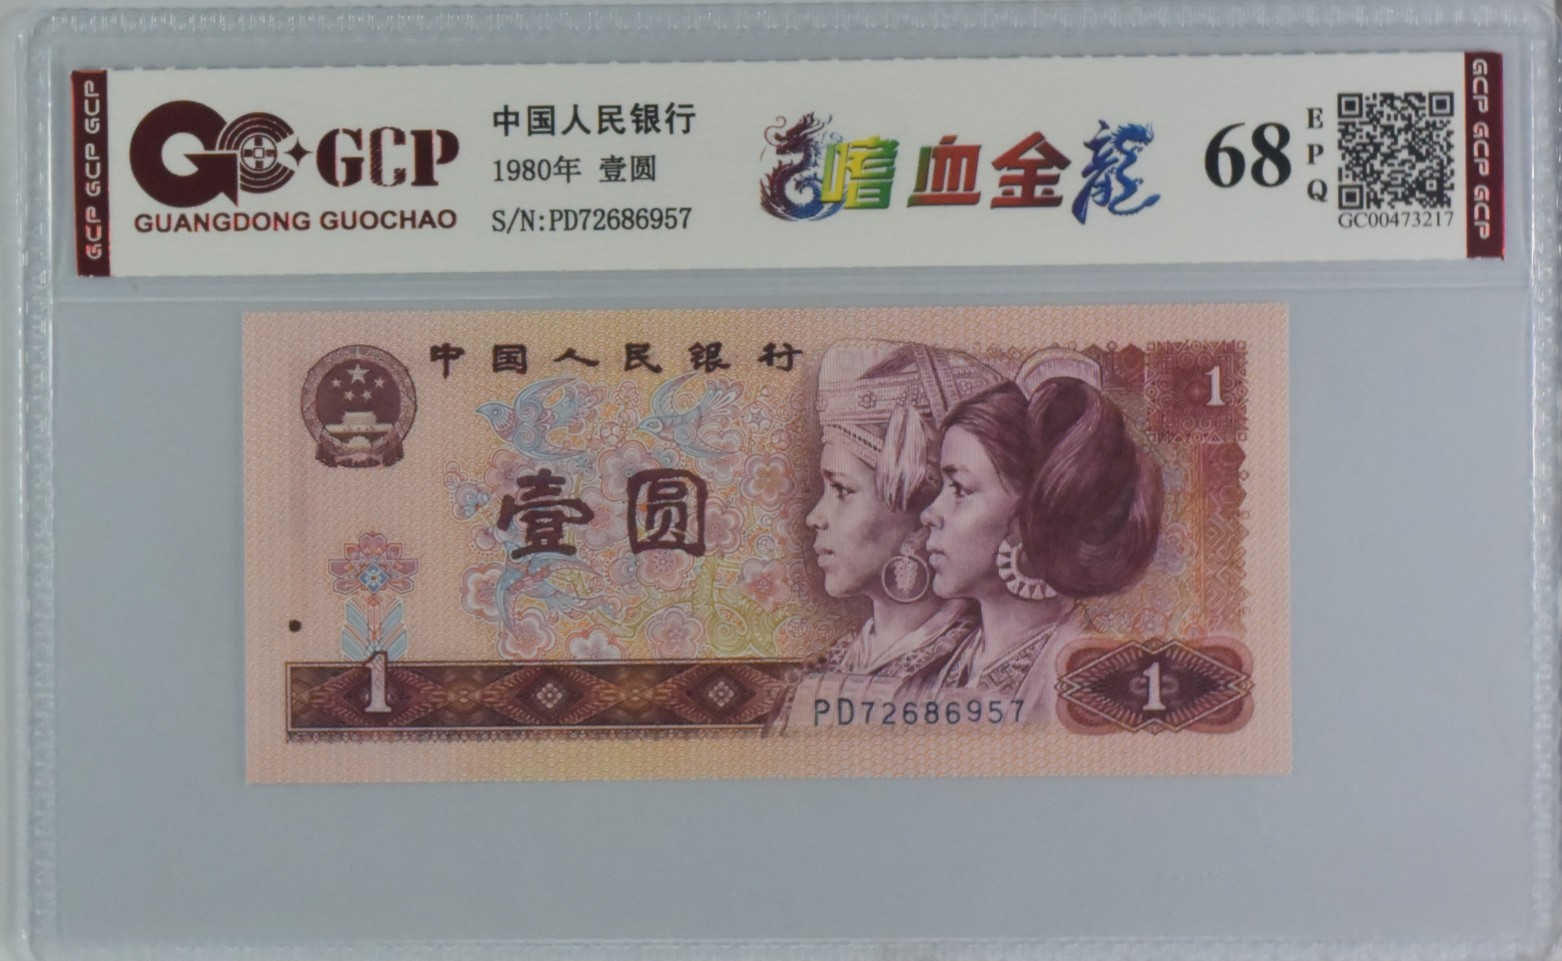 GCP GCP GCP
GCP
GUANGDONG GUOCHAO
中国人民银行
1980年 壹圆
S/N:PD72686957
嗜血金龍
68
EPQ
GC00473217
GCP GCP GCP
中国人民银行
1
壹圆
1
PD72686957
1